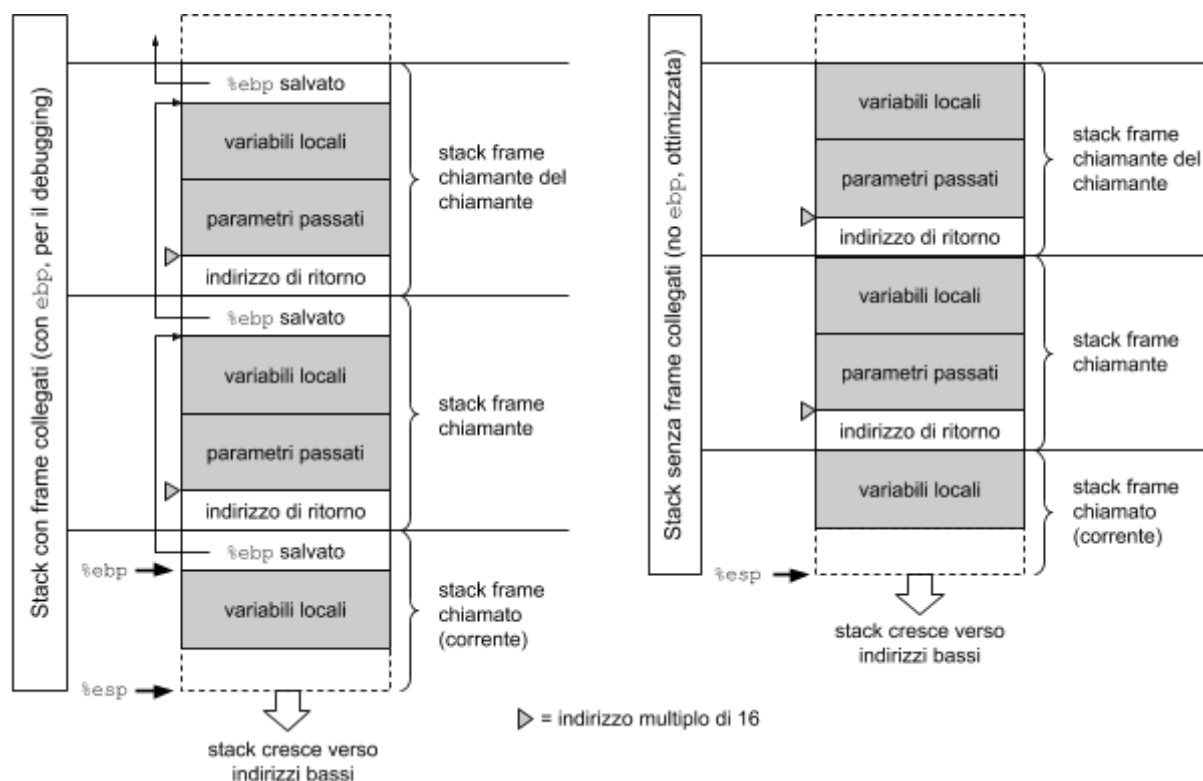 Stack con frame collegati (con ebp, per il debugging)
%ebp salvato
variabili locali
parametri passati
indirizzo di ritorno
stack frame
chiamante del
chiamante
%ebp salvato
variabili locali
parametri passati
indirizzo di ritorno
stack frame
chiamante
%ebp salvato
%ebp
variabili locali
stack frame
chiamato
(corrente)
%esp
stack cresce verso
indirizzi bassi
Stack senza frame collegati (no ebp, ottimizzata)
variabili locali
parametri passati
indirizzo di ritorno
stack frame
chiamante del
chiamante
variabili locali
parametri passati
indirizzo di ritorno
stack frame
chiamante
variabili locali
stack frame
chiamato
(corrente)
%esp
stack cresce verso
indirizzi bassi
= indirizzo multiplo di 16